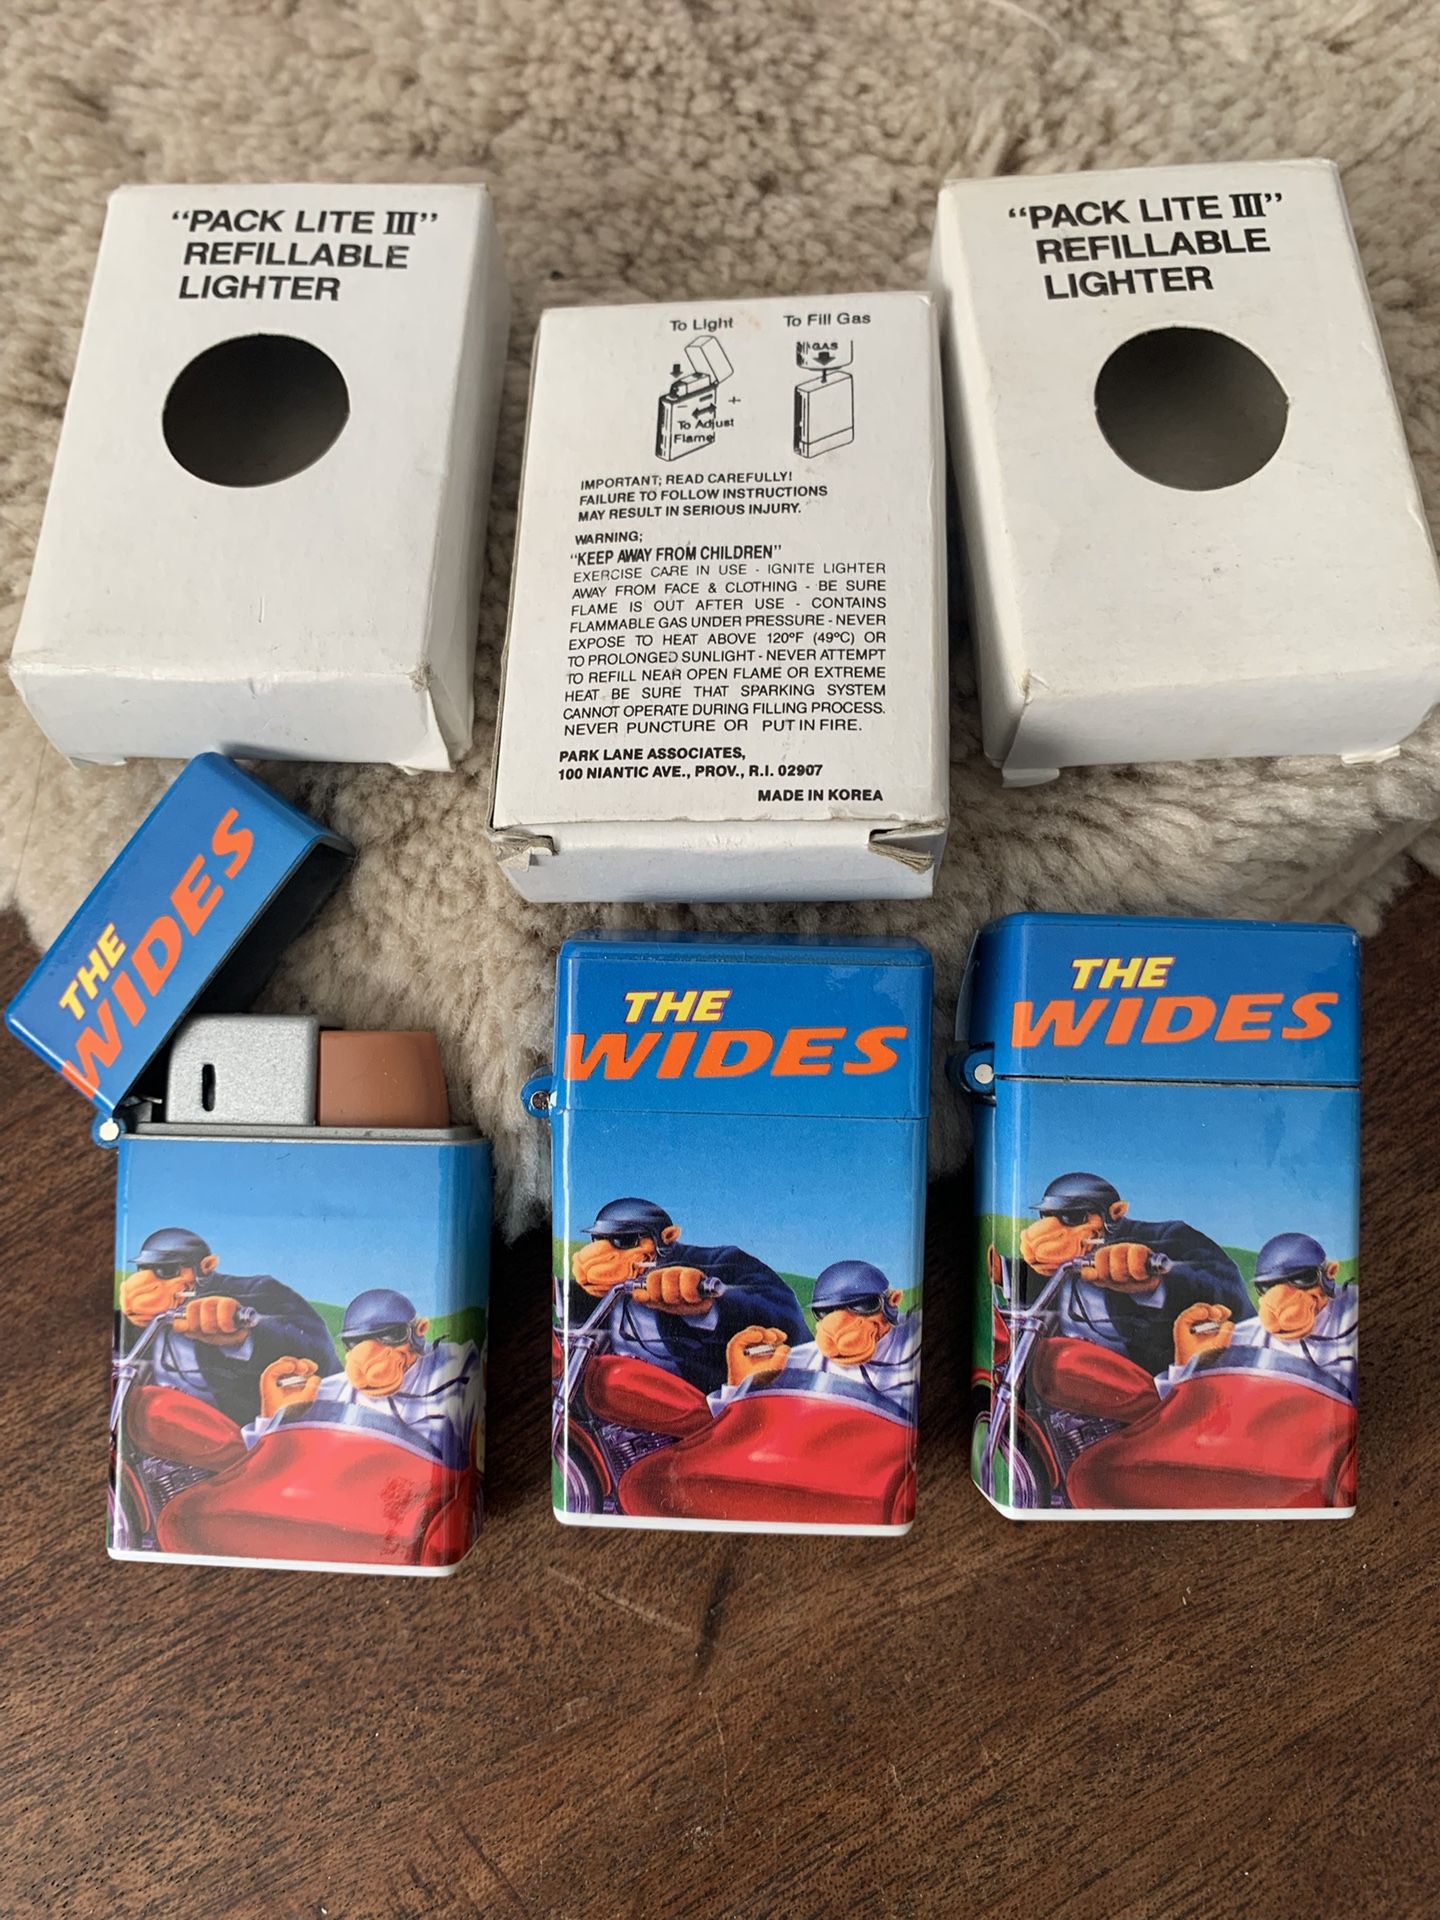 "PACK LITE III"
REFILLABLE
LIGHTER
"PACK LITE III"
REFILLABLE
LIGHTER
To Light
To Fill Gas
GAS
+
To Adjust
Flame
IMPORTANT; READ CAREFULLY!
FAILURE TO FOLLOW INSTRUCTIONS
MAY RESULT IN SERIOUS INJURY.
WARNING;
"KEEP AWAY FROM CHILDREN"
EXERCISE CARE IN USE - IGNITE LIGHTER
AWAY FROM FACE & CLOTHING - BE SURE
FLAME IS OUT AFTER USE - CONTAINS
FLAMMABLE GAS UNDER PRESSURE - NEVER
EXPOSE TO HEAT ABOVE 120ºF (49ºC) OR
TO PROLONGED SUNLIGHT - NEVER ATTEMPT
TO REFILL NEAR OPEN FLAME OR EXTREME
HEAT BE SURE THAT SPARKING SYSTEM
CANNOT OPERATE DURING FILLING PROCESS.
NEVER PUNCTURE OR PUT IN FIRE.
PARK LANE ASSOCIATES,
100 NIANTIC AVE., PROV., R.I. 02907
MADE IN KOREA
THE
WIDES
THE
WIDES
THE
WIDES